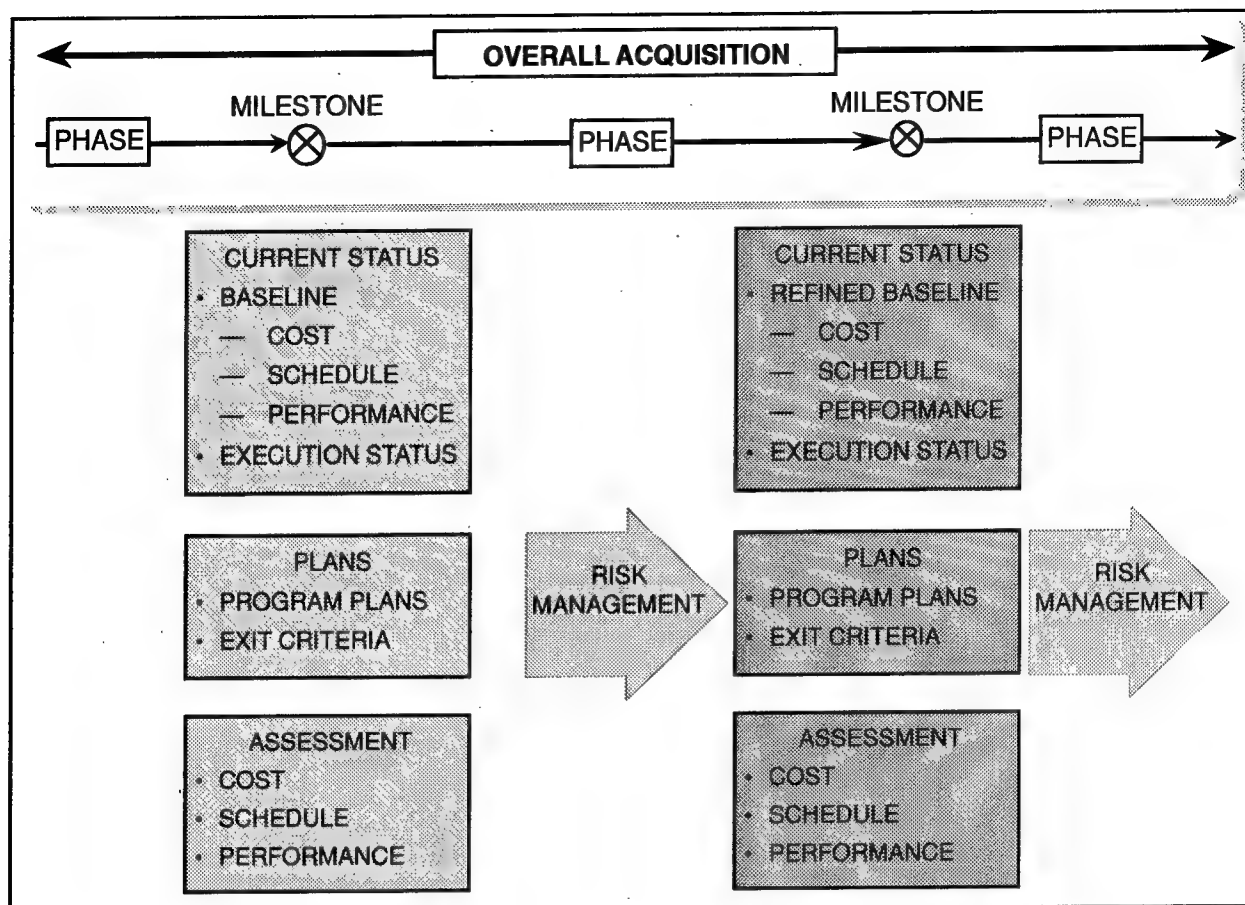 OVERALL ACQUISITION
MILESTONE
MILESTONE
PHASE
PHASE
PHASE
CURRENT STATUS
• BASELINE
— COST
— SCHEDULE
— PERFORMANCE
• EXECUTION STATUS
CURRENT STATUS
• REFINED BASELINE
— COST
— SCHEDULE
— PERFORMANCE
• EXECUTION STATUS
PLANS
• PROGRAM PLANS
• EXIT CRITERIA
RISK
MANAGEMENT
PLANS
• PROGRAM PLANS
• EXIT CRITERIA
RISK
MANAGEMENT
ASSESSMENT
• COST
• SCHEDULE
• PERFORMANCE
ASSESSMENT
• COST
• SCHEDULE
• PERFORMANCE